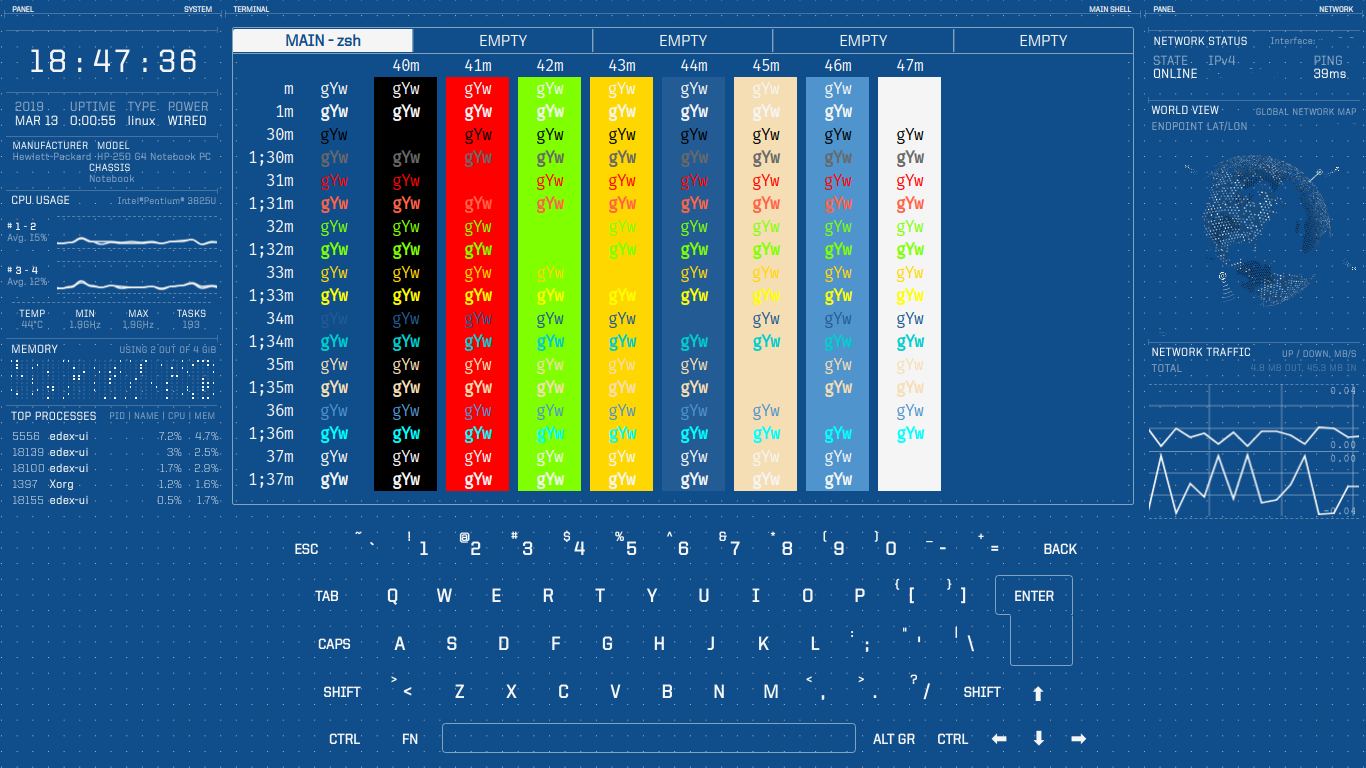 PANEL SYSTEM
TERMINAL MAIN SHELL
PANEL NETWORK
18:47:36
2019 UPTIME TYPE POWER
MAR 13 0:00:55 linux WIRED
MANUFACTURER MODEL
Hewlett-Packard HP 250 G4 Notebook PC
CHASSIS
Notebook
CPU USAGE Intel®Pentium® 3825U
# 1 - 2
Avg. 15%
# 3 - 4
Avg. 12%
TEMP MIN MAX TASKS
44°C 1.9GHz 1.9GHz 193
MEMORY USING 2 OUT OF 4 GiB
TOP PROCESSES PID | NAME | CPU | MEM
5556 edex-ui 7.2% 4.7%
18139 edex-ui 3% 2.5%
18100 edex-ui 1.7% 2.8%
1397 Xorg 1.2% 1.6%
18155 edex-ui 0.5% 1.7%
MAIN - zsh EMPTY EMPTY EMPTY EMPTY
40m 41m 42m 43m 44m 45m 46m 47m
m gYw gYw gYw gYw gYw gYw gYw gYw
1m gYw gYw gYw gYw gYw gYw gYw gYw
30m gYw gYw gYw gYw gYw gYw gYw gYw
1;30m gYw gYw gYw gYw gYw gYw gYw gYw gYw
31m gYw gYw gYw gYw gYw gYw gYw gYw
1;31m gYw gYw gYw gYw gYw gYw gYw gYw gYw
32m gYw gYw gYw gYw gYw gYw gYw gYw
1;32m gYw gYw gYw gYw gYw gYw gYw gYw
33m gYw gYw gYw gYw gYw gYw gYw gYw
1;33m gYw gYw gYw gYw gYw gYw gYw gYw gYw
34m gYw gYw gYw gYw gYw gYw gYw gYw
1;34m gYw gYw gYw gYw gYw gYw gYw gYw gYw
35m gYw gYw gYw gYw gYw gYw gYw gYw
1;35m gYw gYw gYw gYw gYw gYw gYw gYw
36m gYw gYw gYw gYw gYw gYw gYw gYw
1;36m gYw gYw gYw gYw gYw gYw gYw gYw gYw
37m gYw gYw gYw gYw gYw gYw gYw gYw
1;37m gYw gYw gYw gYw gYw gYw gYw gYw
NETWORK STATUS Interface:
STATE IPv4 PING
ONLINE 39ms
WORLD VIEW GLOBAL NETWORK MAP
ENDPOINT LAT/LON
NETWORK TRAFFIC UP / DOWN, MB/S
TOTAL 4.8 MB OUT, 45.3 MB IN
0.04
0.00
0.00
-0.04
ESC ~ ` ! 1 @ 2 # 3 $ 4 % 5 ^ 6 & 7 * 8 ( 9 ) 0 _ - + = BACK
TAB Q W E R T Y U I O P { [ } ] ENTER
CAPS A S D F G H J K L : ; " ' | \
SHIFT > < Z X C V B N M < , > . ? / SHIFT ⬆
CTRL FN ALT GR CTRL ⬅ ⬇ ➡